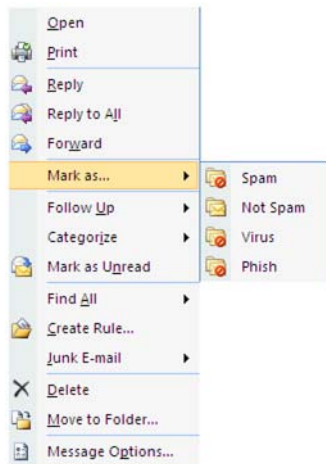 Open
Print
Reply
Reply to All
Forward
Mark as...
Spam
Follow Up
Not Spam
Categorize
Virus
Mark as Unread
Phish
Find All
Create Rule...
Junk E-mail
Delete
Move to Folder...
Message Options...